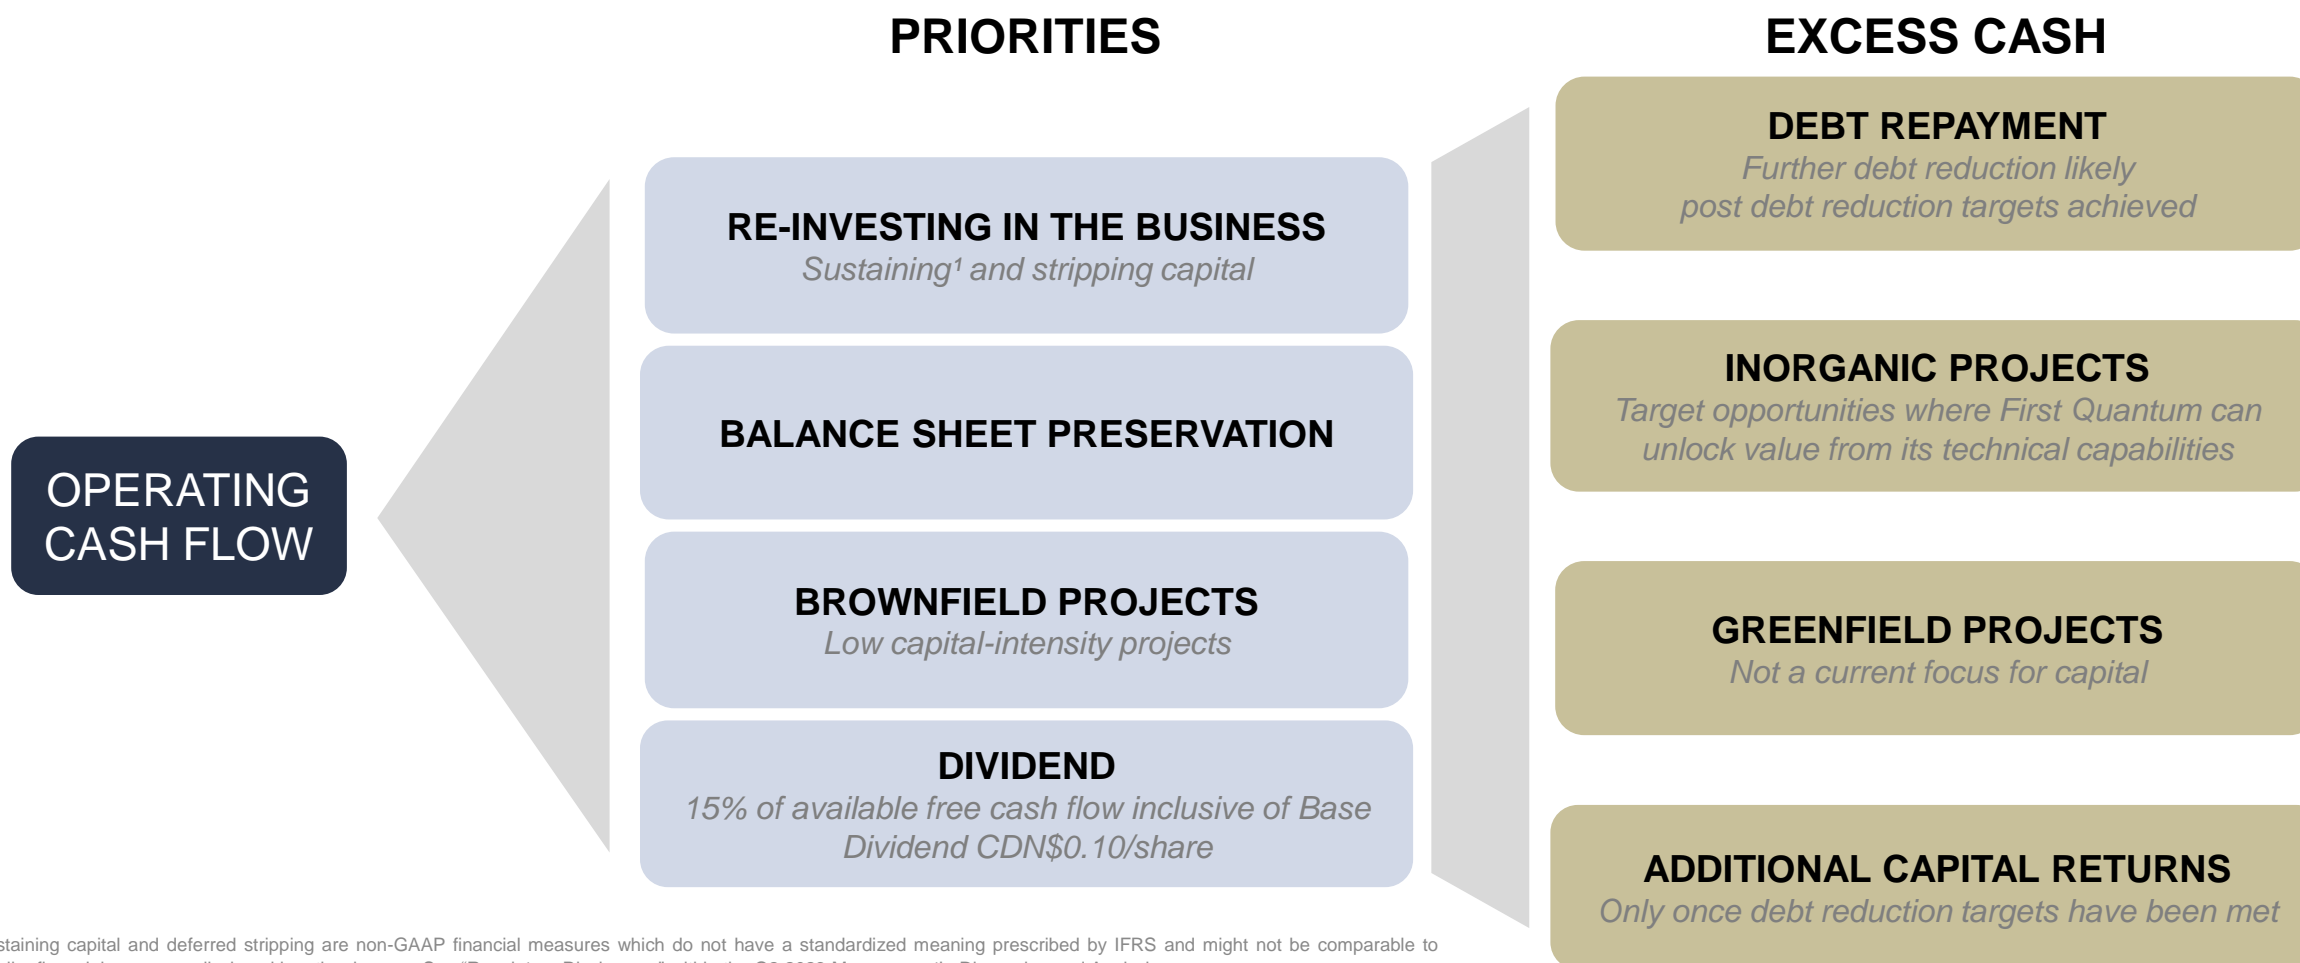 PRIORITIES
EXCESS CASH
OPERATING
CASH FLOW
RE-INVESTING IN THE BUSINESS
Sustaining¹ and stripping capital
BALANCE SHEET PRESERVATION
BROWNFIELD PROJECTS
Low capital-intensity projects
DIVIDEND
15% of available free cash flow inclusive of Base
Dividend CDN$0.10/share
DEBT REPAYMENT
Further debt reduction likely
post debt reduction targets achieved
INORGANIC PROJECTS
Target opportunities where First Quantum can
unlock value from its technical capabilities
GREENFIELD PROJECTS
Not a current focus for capital
ADDITIONAL CAPITAL RETURNS
Only once debt reduction targets have been met
staining capital and deferred stripping are non-GAAP financial measures which do not have a standardized meaning prescribed by IFRS and might not be comparable to